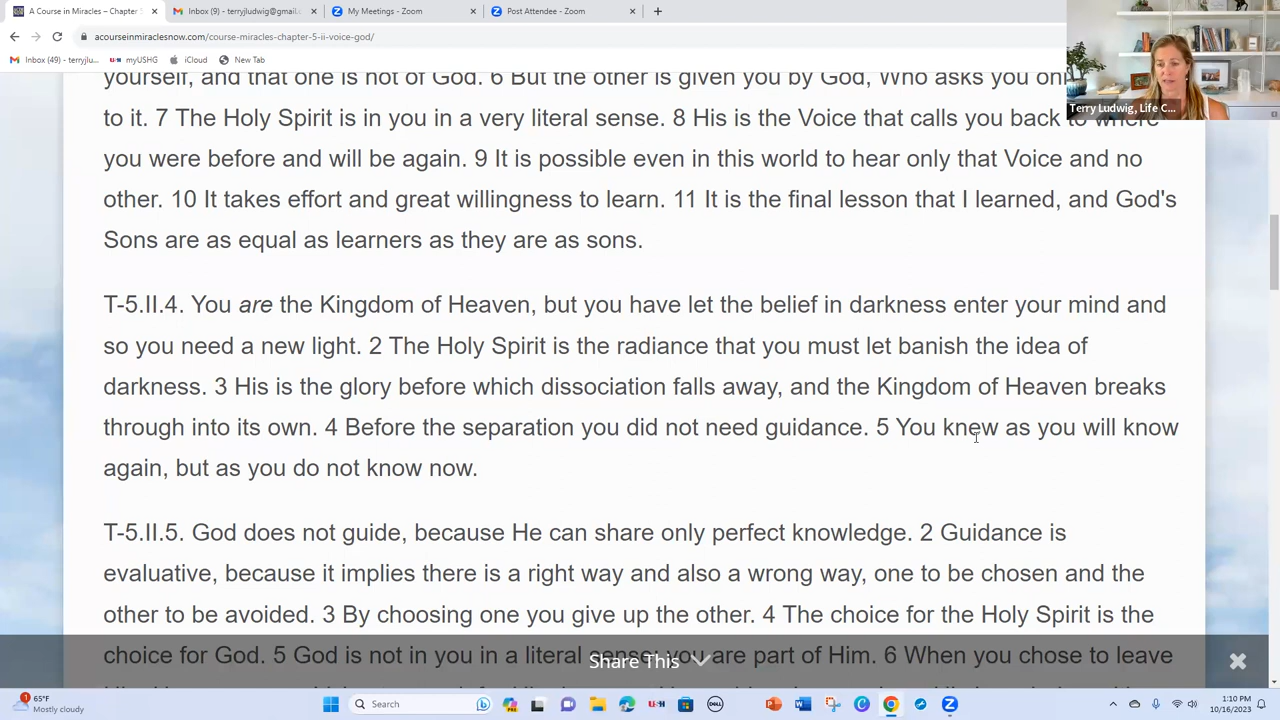 A Course in Miracles – Chapter 5
Inbox (9) - terryjludwig@gmail.c
My Meetings - Zoom
Post Attendee - Zoom
acourseinmiraclesnow.com/course-miracles-chapter-5-ii-voice-god/
Inbox (49) - terryjlu...
myUSHG
iCloud
New Tab
yourself, and that one is not of God. 6 But the other is given you by God, Who asks you on
to it. 7 The Holy Spirit is in you in a very literal sense. 8 His is the Voice that calls you back to where
Terry Ludwig, Life C...
you were before and will be again. 9 It is possible even in this world to hear only that Voice and no
other. 10 It takes effort and great willingness to learn. 11 It is the final lesson that I learned, and God's
Sons are as equal as learners as they are as sons.
T-5.II.4. You are the Kingdom of Heaven, but you have let the belief in darkness enter your mind and
so you need a new light. 2 The Holy Spirit is the radiance that you must let banish the idea of
darkness. 3 His is the glory before which dissociation falls away, and the Kingdom of Heaven breaks
through into its own. 4 Before the separation you did not need guidance. 5 You knew as you will know
again, but as you do not know now.
T-5.II.5. God does not guide, because He can share only perfect knowledge. 2 Guidance is
evaluative, because it implies there is a right way and also a wrong way, one to be chosen and the
other to be avoided. 3 By choosing one you give up the other. 4 The choice for the Holy Spirit is the
choice for God. 5 God is not in you in a literal sense; you are part of Him. 6 When you chose to leave
Share This
1
65°F
Mostly cloudy
Search
DELL
1:10 PM
10/16/2023